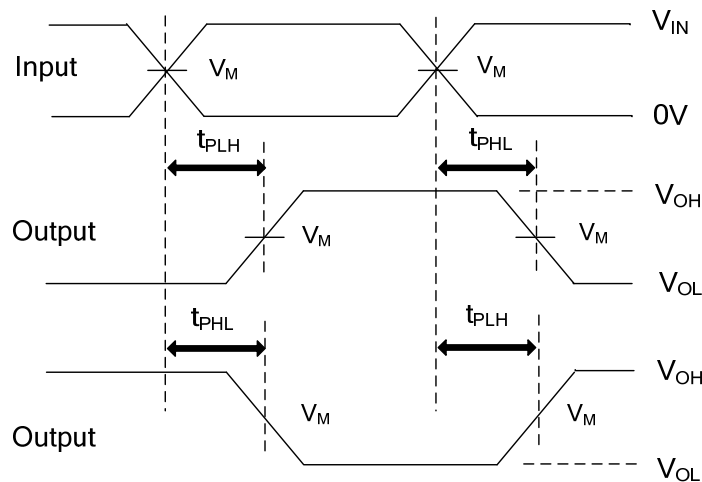 V_IN
Input V_M V_M
0V
t_PLH t_PHL
V_OH
Output V_M V_M
V_OL
t_PHL t_PLH
V_OH
Output V_M V_M
V_OL